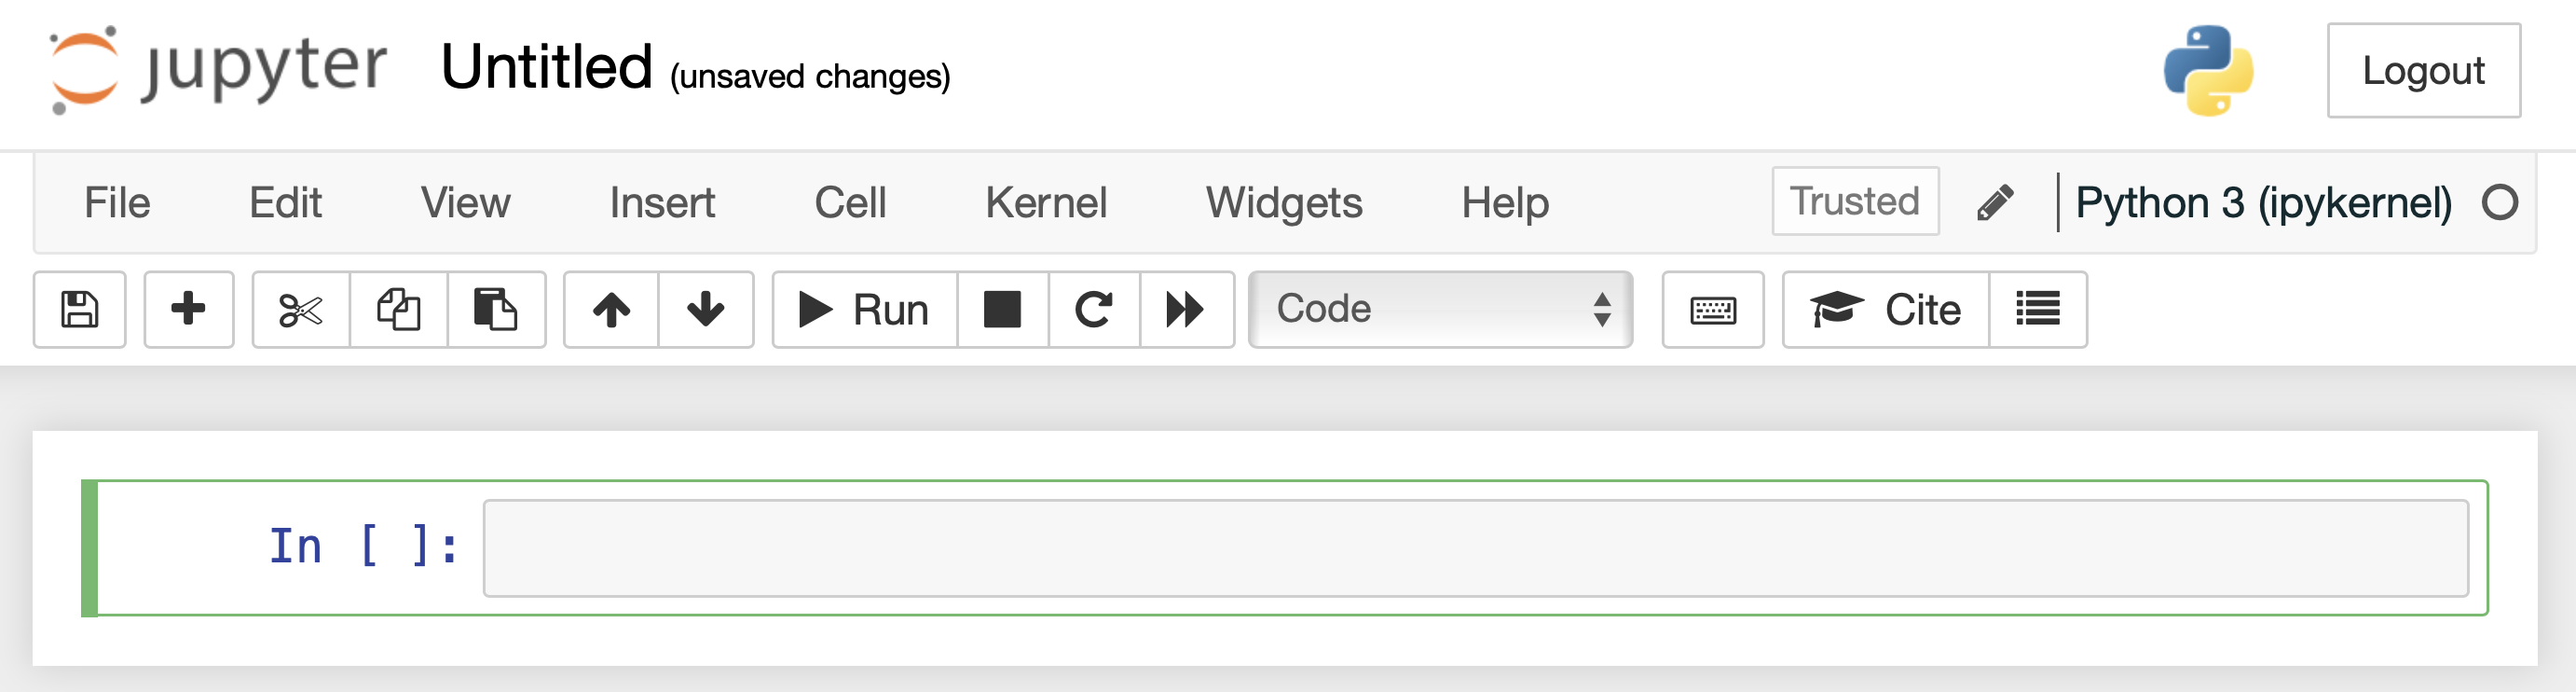 jupyter Untitled (unsaved changes) Logout
File Edit View Insert Cell Kernel Widgets Help Trusted Python 3 (ipykernel)
Run Code Cite
In [ ]: